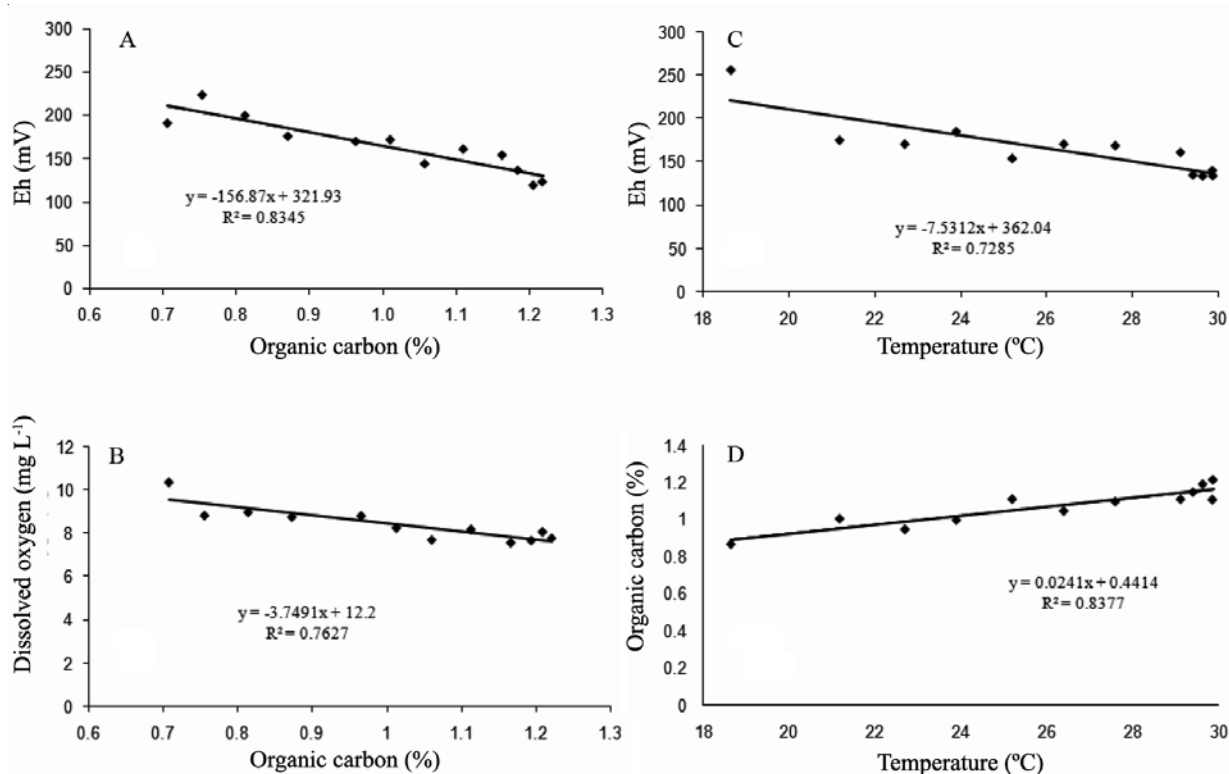 A
300
250
200
150
100
50
0
Eh (mV)
y = -156.87x + 321.93
R² = 0.8345
0.6 0.7 0.8 0.9 1.0 1.1 1.2 1.3
Organic carbon (%)
C
300
250
200
150
100
50
0
Eh (mV)
y = -7.5312x + 362.04
R² = 0.7285
18 20 22 24 26 28 30
Temperature (ºC)
B
12
10
8
6
4
2
0
Dissolved oxygen (mg L⁻¹)
y = -3.7491x + 12.2
R² = 0.7627
0.6 0.7 0.8 0.9 1 1.1 1.2 1.3
Organic carbon (%)
D
1.4
1.2
1
0.8
0.6
0.4
0.2
0
Organic carbon (%)
y = 0.0241x + 0.4414
R² = 0.8377
18 20 22 24 26 28 30
Temperature (ºC)